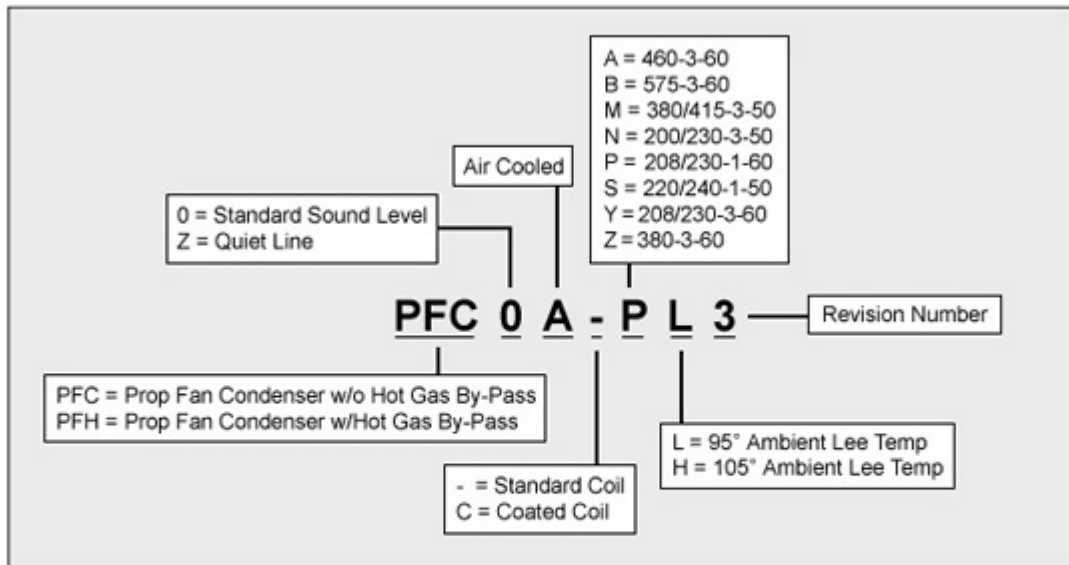 A = 460-3-60
B = 575-3-60
M = 380/415-3-50
N = 200/230-3-50
P = 208/230-1-60
S = 220/240-1-50
Y = 208/230-3-60
Z = 380-3-60
Air Cooled
0 = Standard Sound Level
Z = Quiet Line
PFC 0 A - P L 3
Revision Number
PFC = Prop Fan Condenser w/o Hot Gas By-Pass
PFH = Prop Fan Condenser w/Hot Gas By-Pass
L = 95° Ambient Lee Temp
H = 105° Ambient Lee Temp
- = Standard Coil
C = Coated Coil